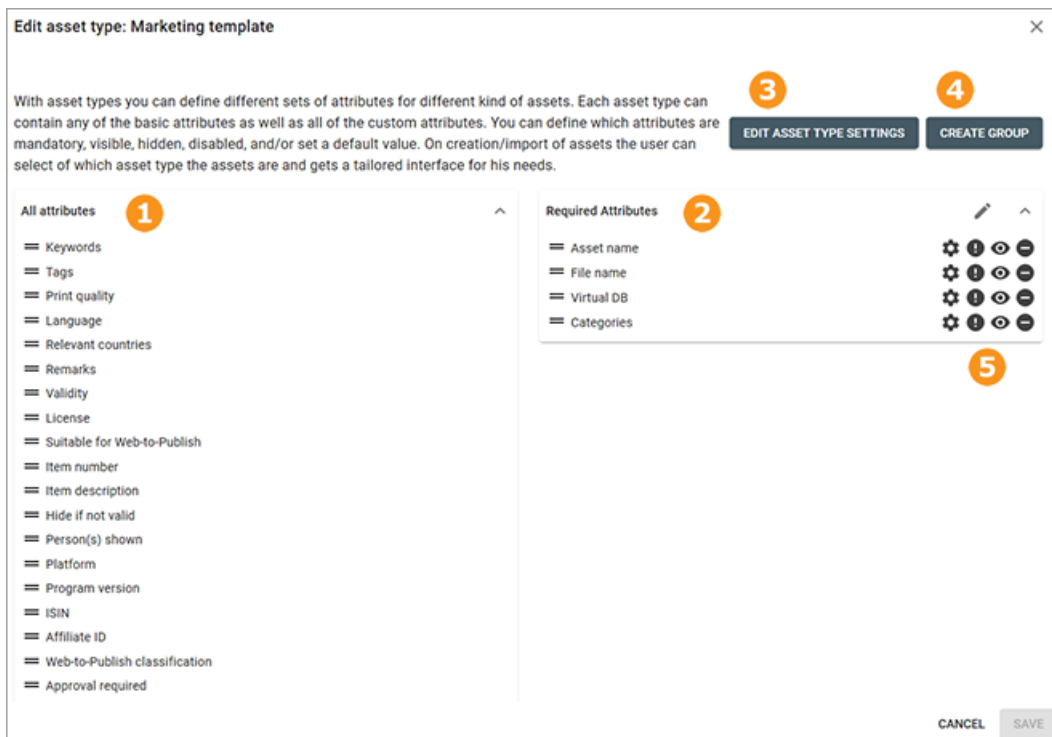 Edit asset type: Marketing template
3
4
With asset types you can define different sets of attributes for different kind of assets. Each asset type can
contain any of the basic attributes as well as all of the custom attributes. You can define which attributes are
mandatory, visible, hidden, disabled, and/or set a default value. On creation/import of assets the user can
select of which asset type the assets are and gets a tailored interface for his needs.
EDIT ASSET TYPE SETTINGS
CREATE GROUP
All attributes
1
Keywords
Tags
Print quality
Language
Relevant countries
Remarks
Validity
License
Suitable for Web-to-Publish
Item number
Item description
Hide if not valid
Person(s) shown
Platform
Program version
ISIN
Affiliate ID
Web-to-Publish classification
Approval required
Required Attributes
2
Asset name
File name
Virtual DB
Categories
5
CANCEL
SAVE